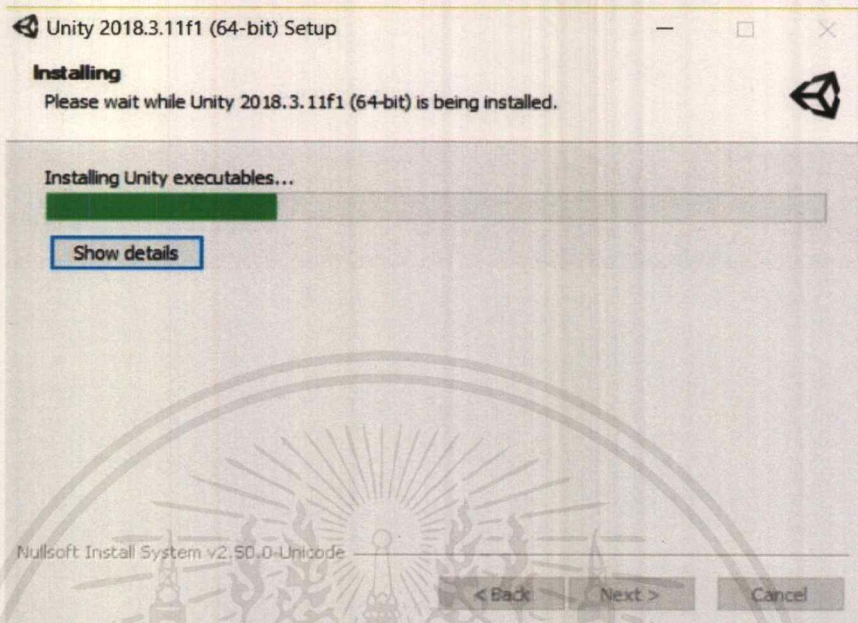 Unity 2018.3.11f1 (64-bit) Setup
Installing
Please wait while Unity 2018.3.11f1 (64-bit) is being installed.
Installing Unity executables...
Show details
Nullsoft Install System v2.50.0-Unicode
< Back Next > Cancel